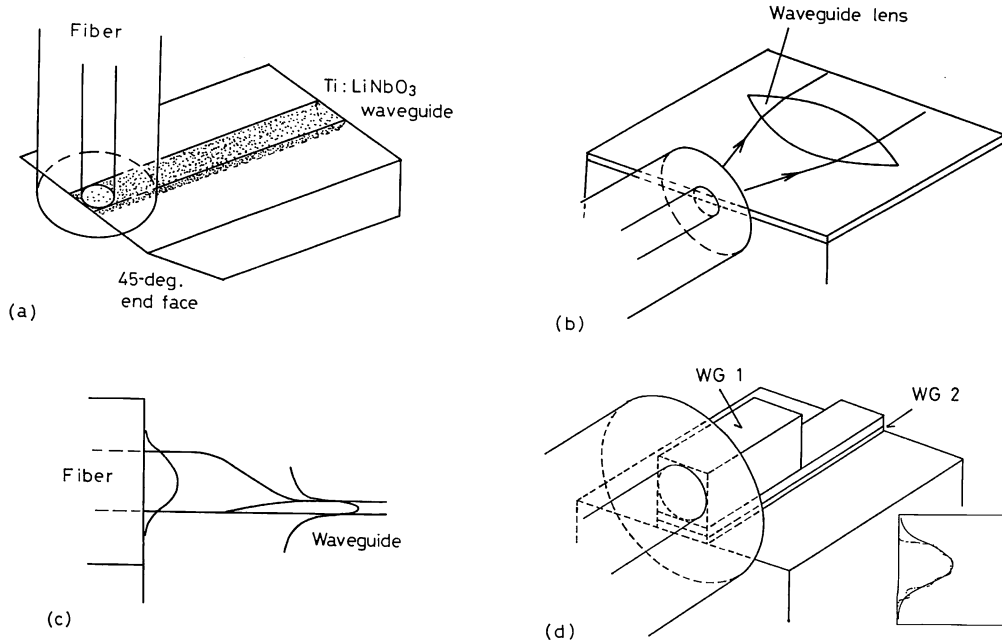 Fiber
Ti:LiNbO3
waveguide
45-deg.
end face
(a)
Waveguide lens
(b)
Fiber
Waveguide
(c)
WG 1
WG 2
(d)